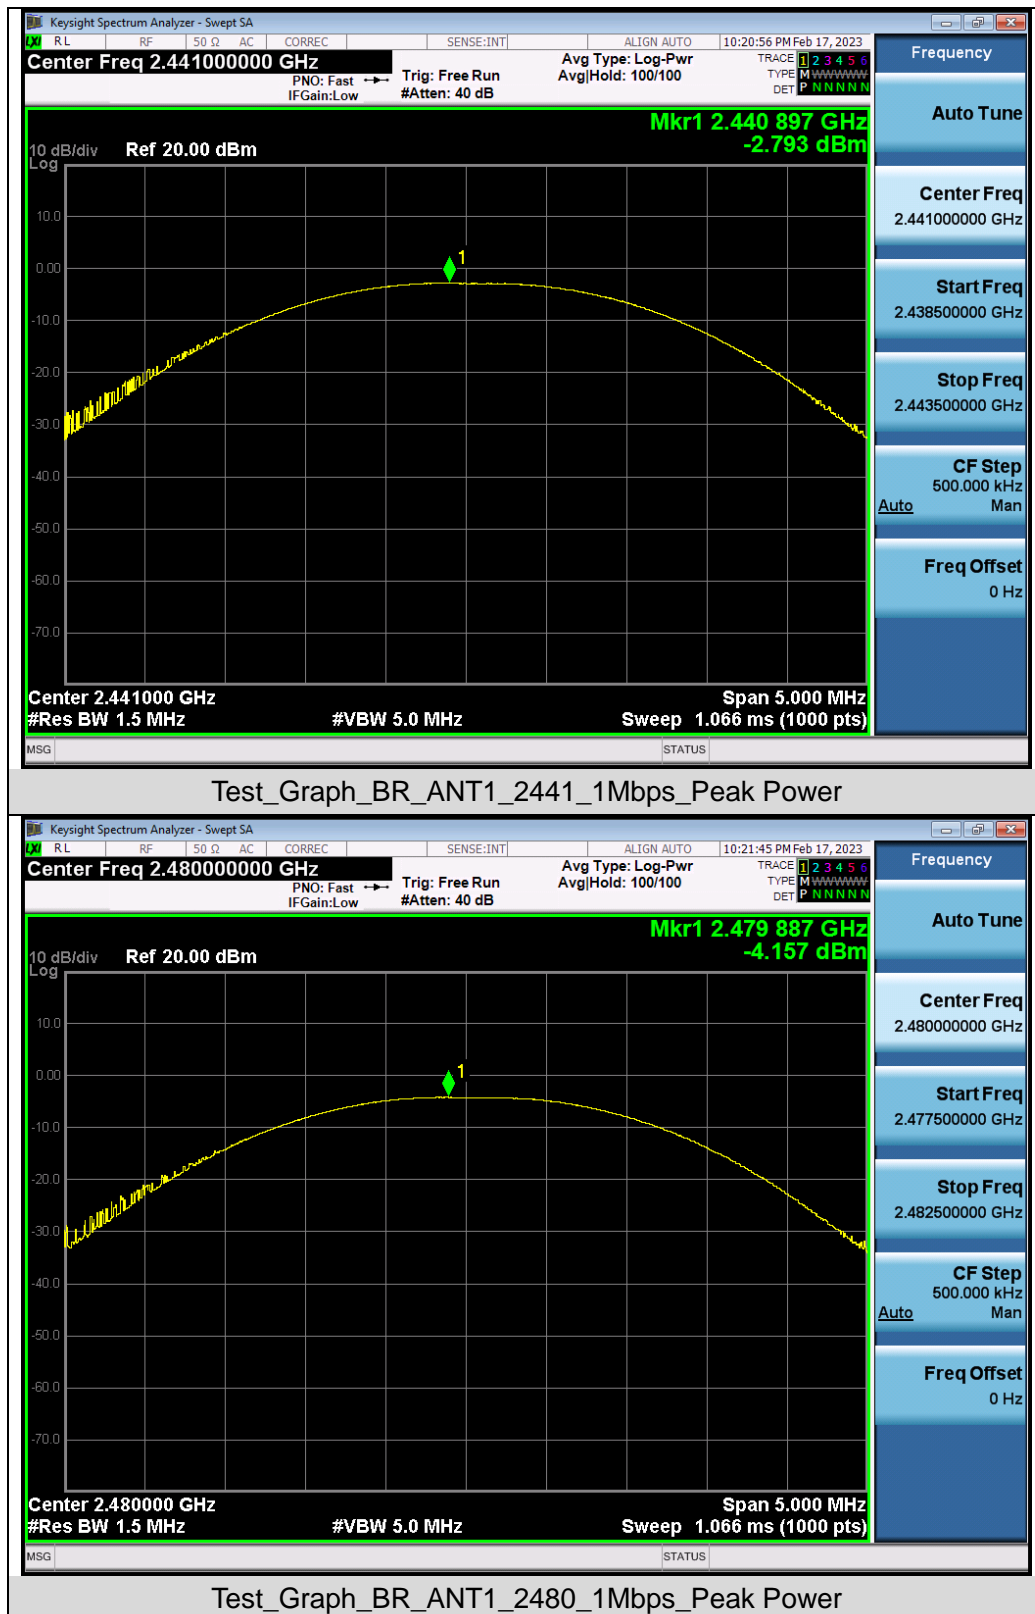 Keysight Spectrum Analyzer - Swept SA
LXI RL RF 50 Ω AC CORREC SENSE:INT ALIGN AUTO 10:20:56 PM Feb 17, 2023
Center Freq 2.441000000 GHz
PNO: Fast
IFGain:Low
Trig: Free Run
#Atten: 40 dB
Avg Type: Log-Pwr
Avg|Hold: 100/100
TRACE 1 2 3 4 5 6
TYPE M WWWWW
DET P N N N N N
Mkr1 2.440 897 GHz
-2.793 dBm
10 dB/div Ref 20.00 dBm
Log
10.0
0.00
-10.0
-20.0
-30.0
-40.0
-50.0
-60.0
-70.0
1
Center 2.441000 GHz Span 5.000 MHz
#Res BW 1.5 MHz #VBW 5.0 MHz Sweep 1.066 ms (1000 pts)
MSG STATUS
Frequency
Auto Tune
Center Freq
2.441000000 GHz
Start Freq
2.438500000 GHz
Stop Freq
2.443500000 GHz
CF Step
500.000 kHz
Auto Man
Freq Offset
0 Hz
Test_Graph_BR_ANT1_2441_1Mbps_Peak Power
Keysight Spectrum Analyzer - Swept SA
LXI RL RF 50 Ω AC CORREC SENSE:INT ALIGN AUTO 10:21:45 PM Feb 17, 2023
Center Freq 2.480000000 GHz
PNO: Fast
IFGain:Low
Trig: Free Run
#Atten: 40 dB
Avg Type: Log-Pwr
Avg|Hold: 100/100
TRACE 1 2 3 4 5 6
TYPE M WWWWW
DET P N N N N N
Mkr1 2.479 887 GHz
-4.157 dBm
10 dB/div Ref 20.00 dBm
Log
10.0
0.00
-10.0
-20.0
-30.0
-40.0
-50.0
-60.0
-70.0
1
Center 2.480000 GHz Span 5.000 MHz
#Res BW 1.5 MHz #VBW 5.0 MHz Sweep 1.066 ms (1000 pts)
MSG STATUS
Frequency
Auto Tune
Center Freq
2.480000000 GHz
Start Freq
2.477500000 GHz
Stop Freq
2.482500000 GHz
CF Step
500.000 kHz
Auto Man
Freq Offset
0 Hz
Test_Graph_BR_ANT1_2480_1Mbps_Peak Power